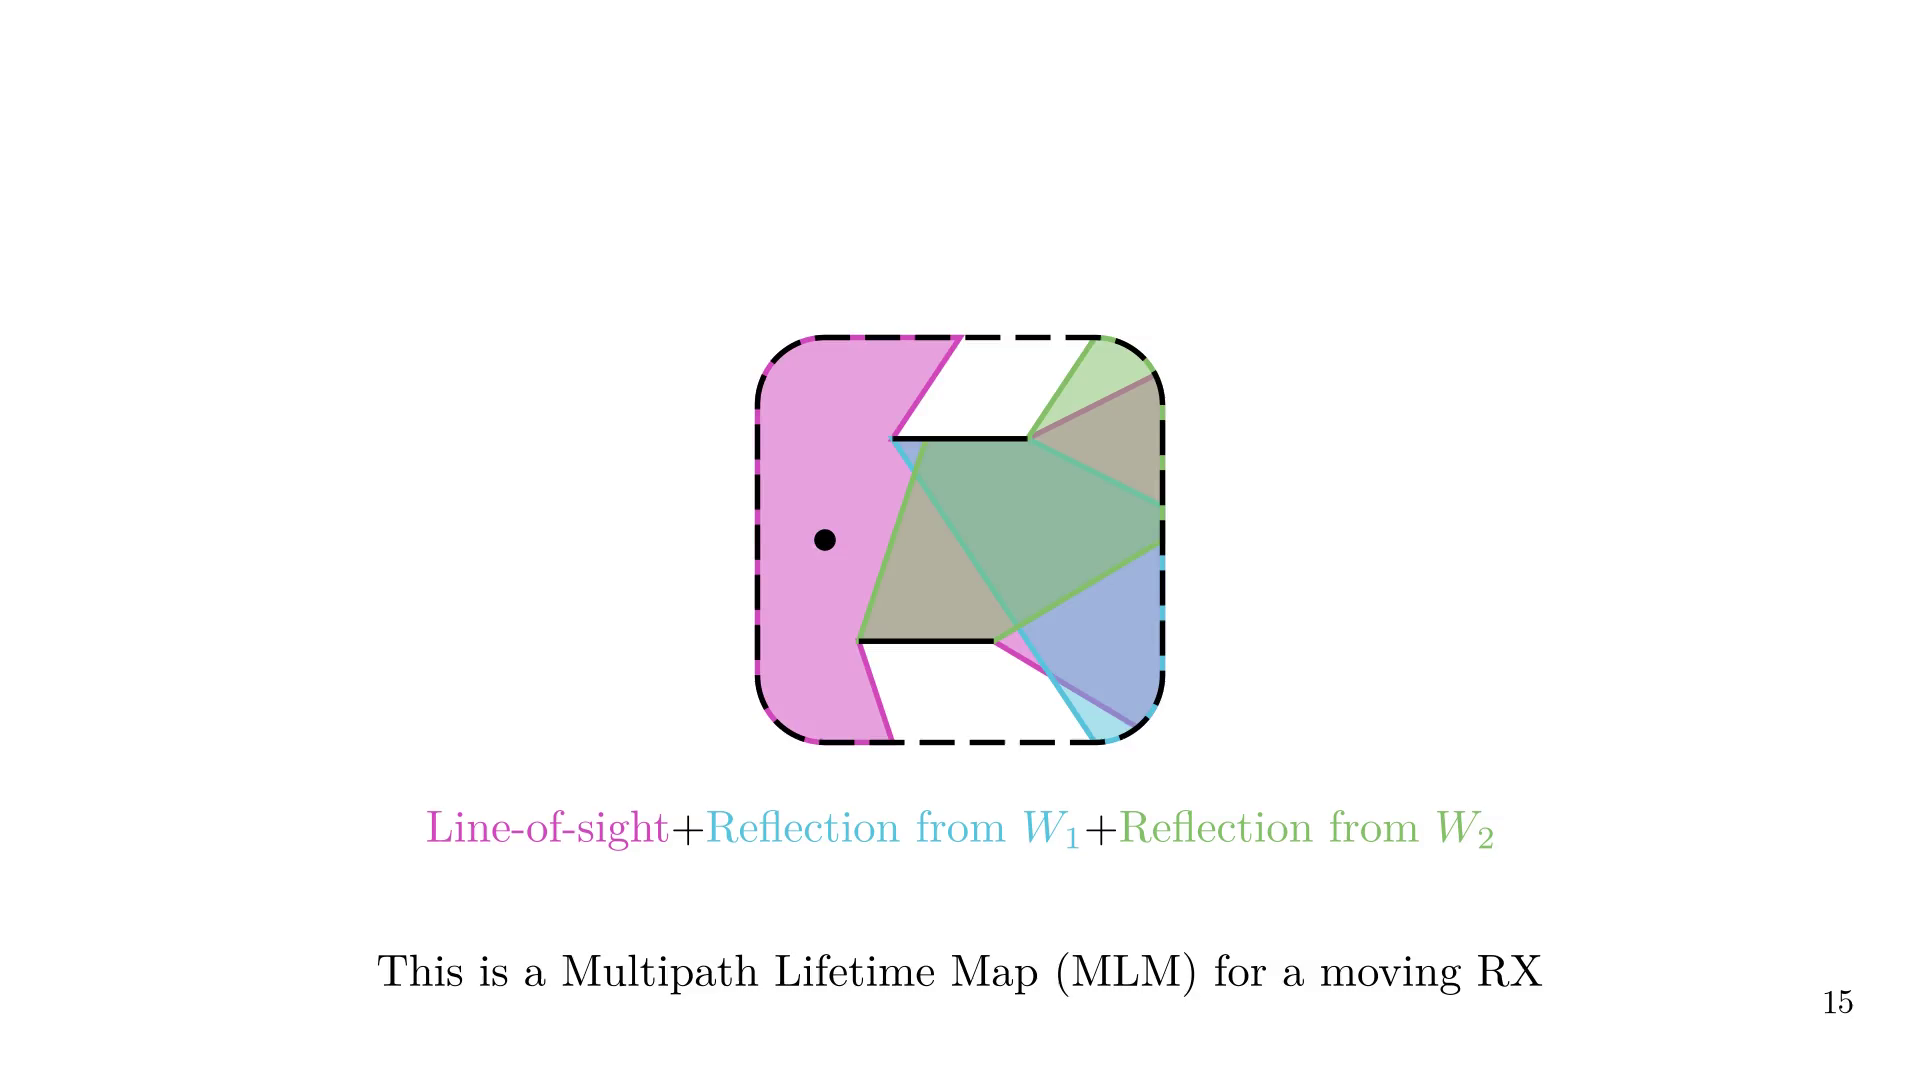 Line-of-sight+Reflection from W₁+Reflection from W₂
This is a Multipath Lifetime Map (MLM) for a moving RX
15